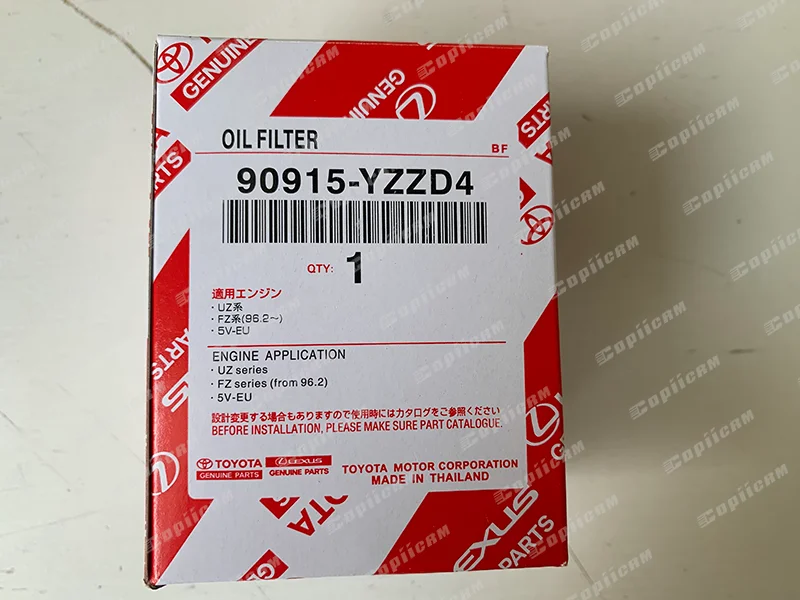 GENUINE
GENUINE
PARTS
OIL FILTER
BF
90915-YZZD4
QTY: 1
適用エンジン
・UZ系
・FZ系(96.2〜)
・5V-EU
ENGINE APPLICATION
・UZ series
・FZ series (from 96.2)
・5V-EU
設計変更する場合もありますので使用時にはカタログをご参照ください
BEFORE INSTALLATION, PLEASE MAKE SURE PART CATALOGUE.
TOYOTA
GENUINE PARTS
LEXUS
GENUINE PARTS
TOYOTA MOTOR CORPORATION
MADE IN THAILAND
PARTS
LEXUS
PARTS
Copiicam